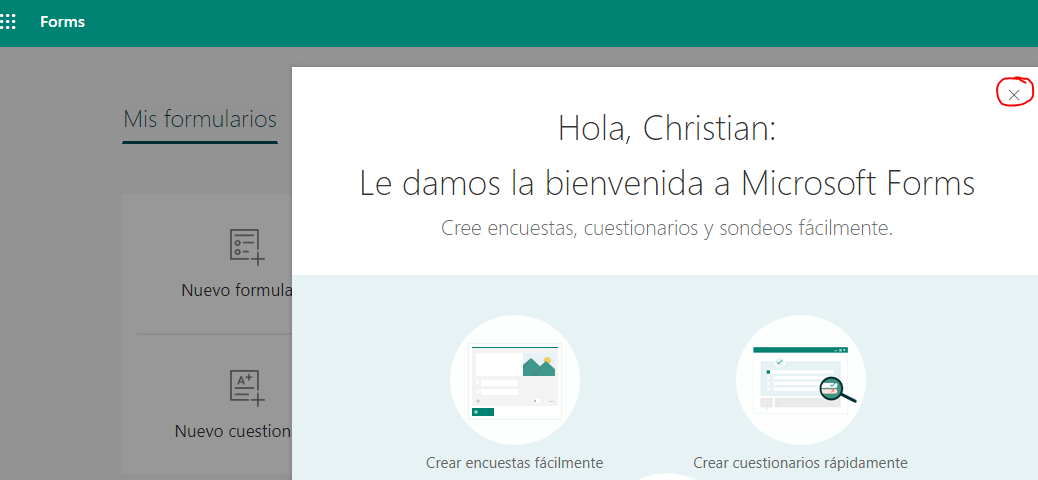 Forms
Mis formularios
Hola, Christian:
Le damos la bienvenida a Microsoft Forms
Cree encuestas, cuestionarios y sondeos fácilmente.
Nuevo formula
Nuevo cuestion
Crear encuestas fácilmente
Crear cuestionarios rápidamente